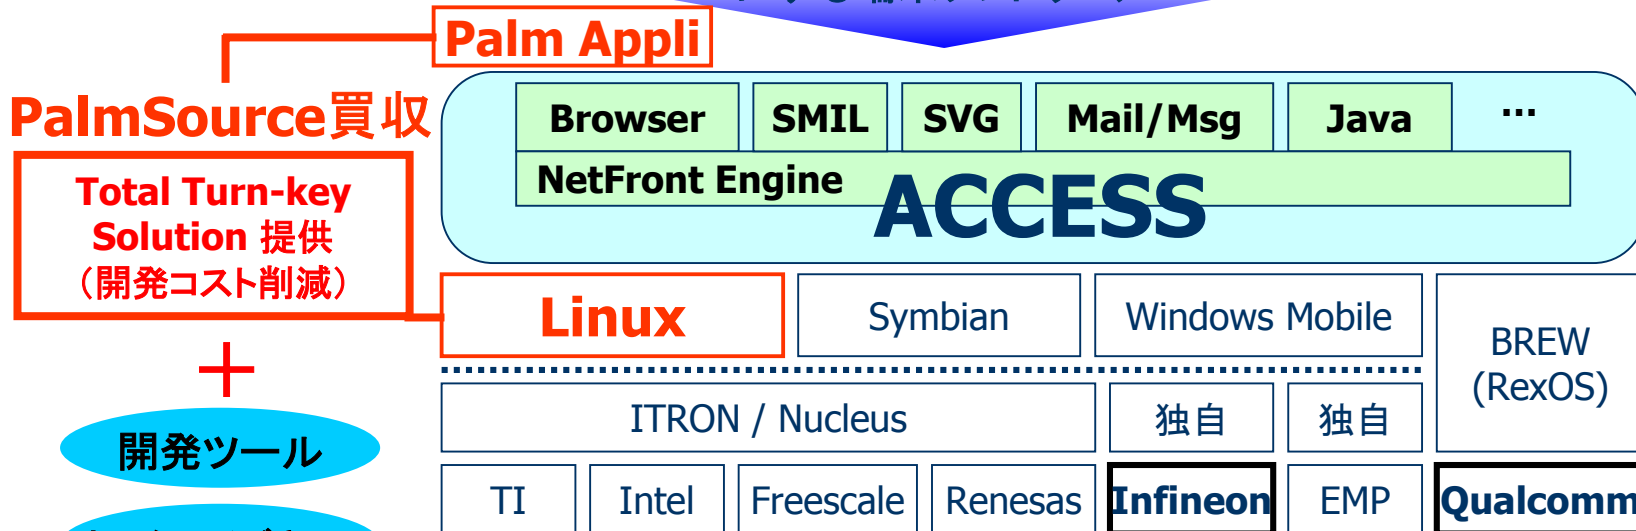 Palm Appli
PalmSource買収
Total Turn-key
Solution 提供
（開発コスト削減）
＋
開発ツール
Browser
SMIL
SVG
Mail/Msg
Java
...
NetFront Engine
ACCESS
Linux
Symbian
Windows Mobile
BREW
(RexOS)
ITRON / Nucleus
独自
独自
TI
Intel
Freescale
Renesas
Infineon
EMP
Qualcomm